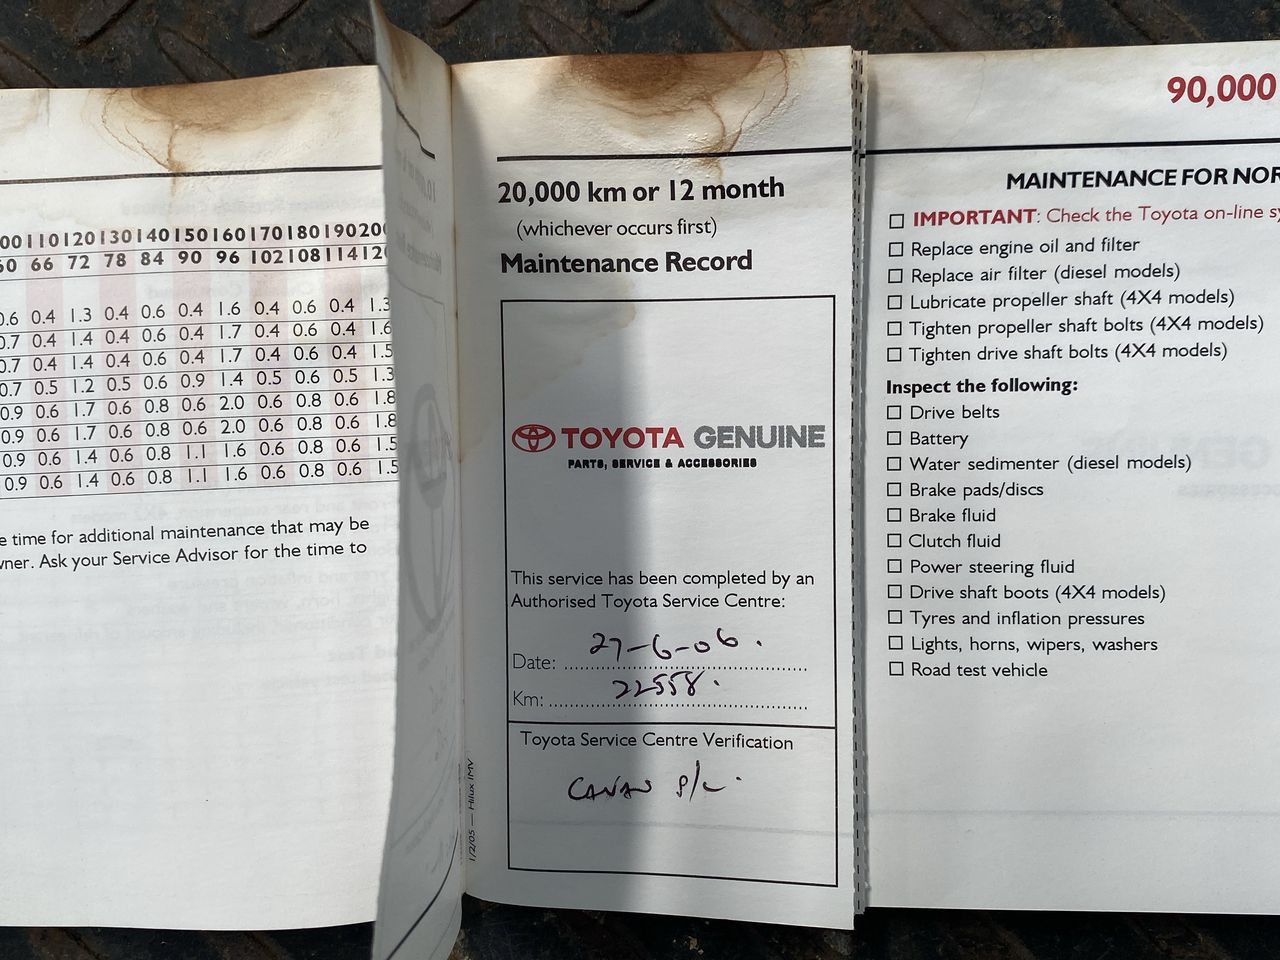 110 120 130 140 150 160 170 180 190
60 66 72 78 84 90 96 102 108 114
0.6 0.4 1.3 0.4 0.6 0.4 1.6 0.4 0.6 0.4 1.3
0.7 0.4 1.4 0.4 0.6 0.4 1.7 0.4 0.6 0.4 1.6
0.7 0.4 1.4 0.4 0.6 0.4 1.7 0.4 0.6 0.4 1.5
0.7 0.5 1.2 0.5 0.6 0.9 1.4 0.5 0.6 0.5 1.3
0.9 0.6 1.7 0.6 0.8 0.6 2.0 0.6 0.8 0.6 1.8
0.9 0.6 1.7 0.6 0.8 0.6 2.0 0.6 0.8 0.6 1.8
0.9 0.6 1.4 0.6 0.8 1.1 1.6 0.6 0.8 0.6 1.5
0.9 0.6 1.4 0.6 0.8 1.1 1.6 0.6 0.8 0.6 1.5
e time for additional maintenance that may be
wner. Ask your Service Advisor for the time to
20,000 km or 12 month
(whichever occurs first)
Maintenance Record
TOYOTA GENUINE
PARTS, SERVICE & ACCESSORIES
This service has been completed by an
Authorised Toyota Service Centre:
Date: 27-6-06.
Km: 22558.
Toyota Service Centre Verification
P/L.
1/2/05 — Hilux IMV
90,000
MAINTENANCE FOR NOR
IMPORTANT: Check the Toyota on-line sy
Replace engine oil and filter
Replace air filter (diesel models)
Lubricate propeller shaft (4X4 models)
Tighten propeller shaft bolts (4X4 models)
Tighten drive shaft bolts (4X4 models)
Inspect the following:
Drive belts
Battery
Water sedimenter (diesel models)
Brake pads/discs
Brake fluid
Clutch fluid
Power steering fluid
Drive shaft boots (4X4 models)
Tyres and inflation pressures
Lights, horns, wipers, washers
Road test vehicle